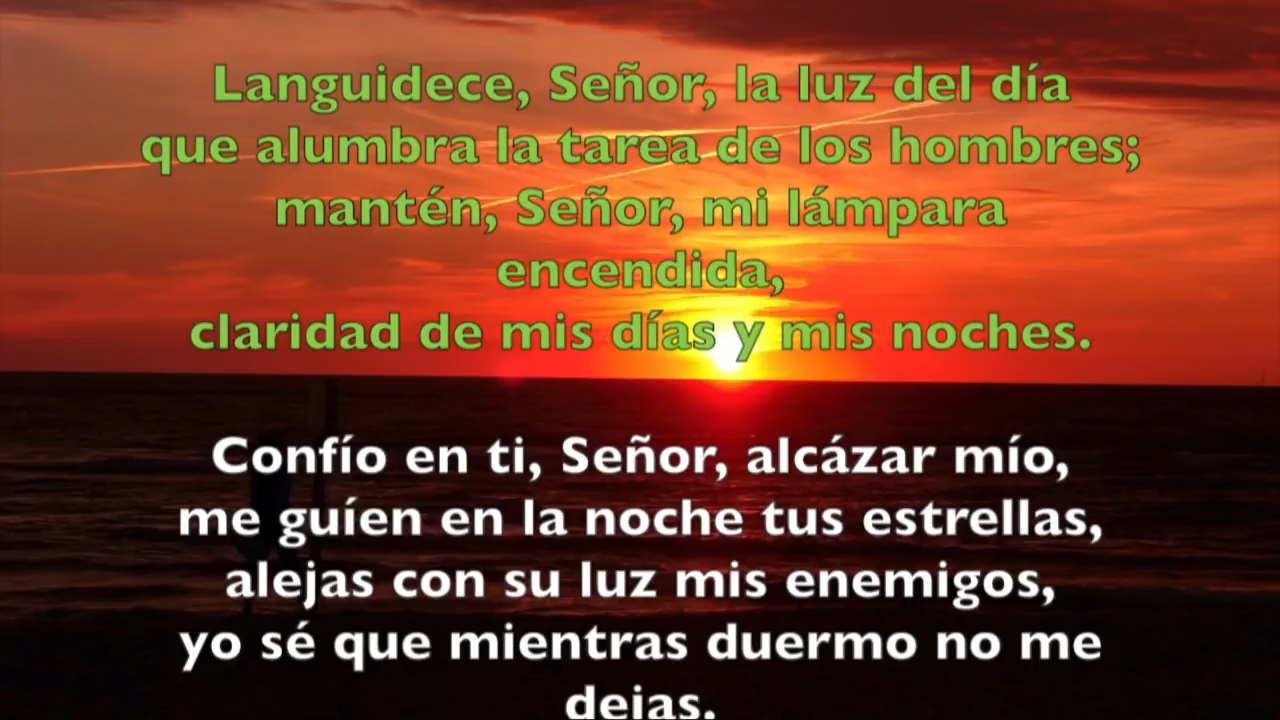 Languidece, Señor, la luz del día
que alumbra la tarea de los hombres;
mantén, Señor, mi lámpara
encendida,
claridad de mis días y mis noches.
Confío en ti, Señor, alcázar mío,
me guíen en la noche tus estrellas,
alejas con su luz mis enemigos,
yo sé que mientras duermo no me
dejas.